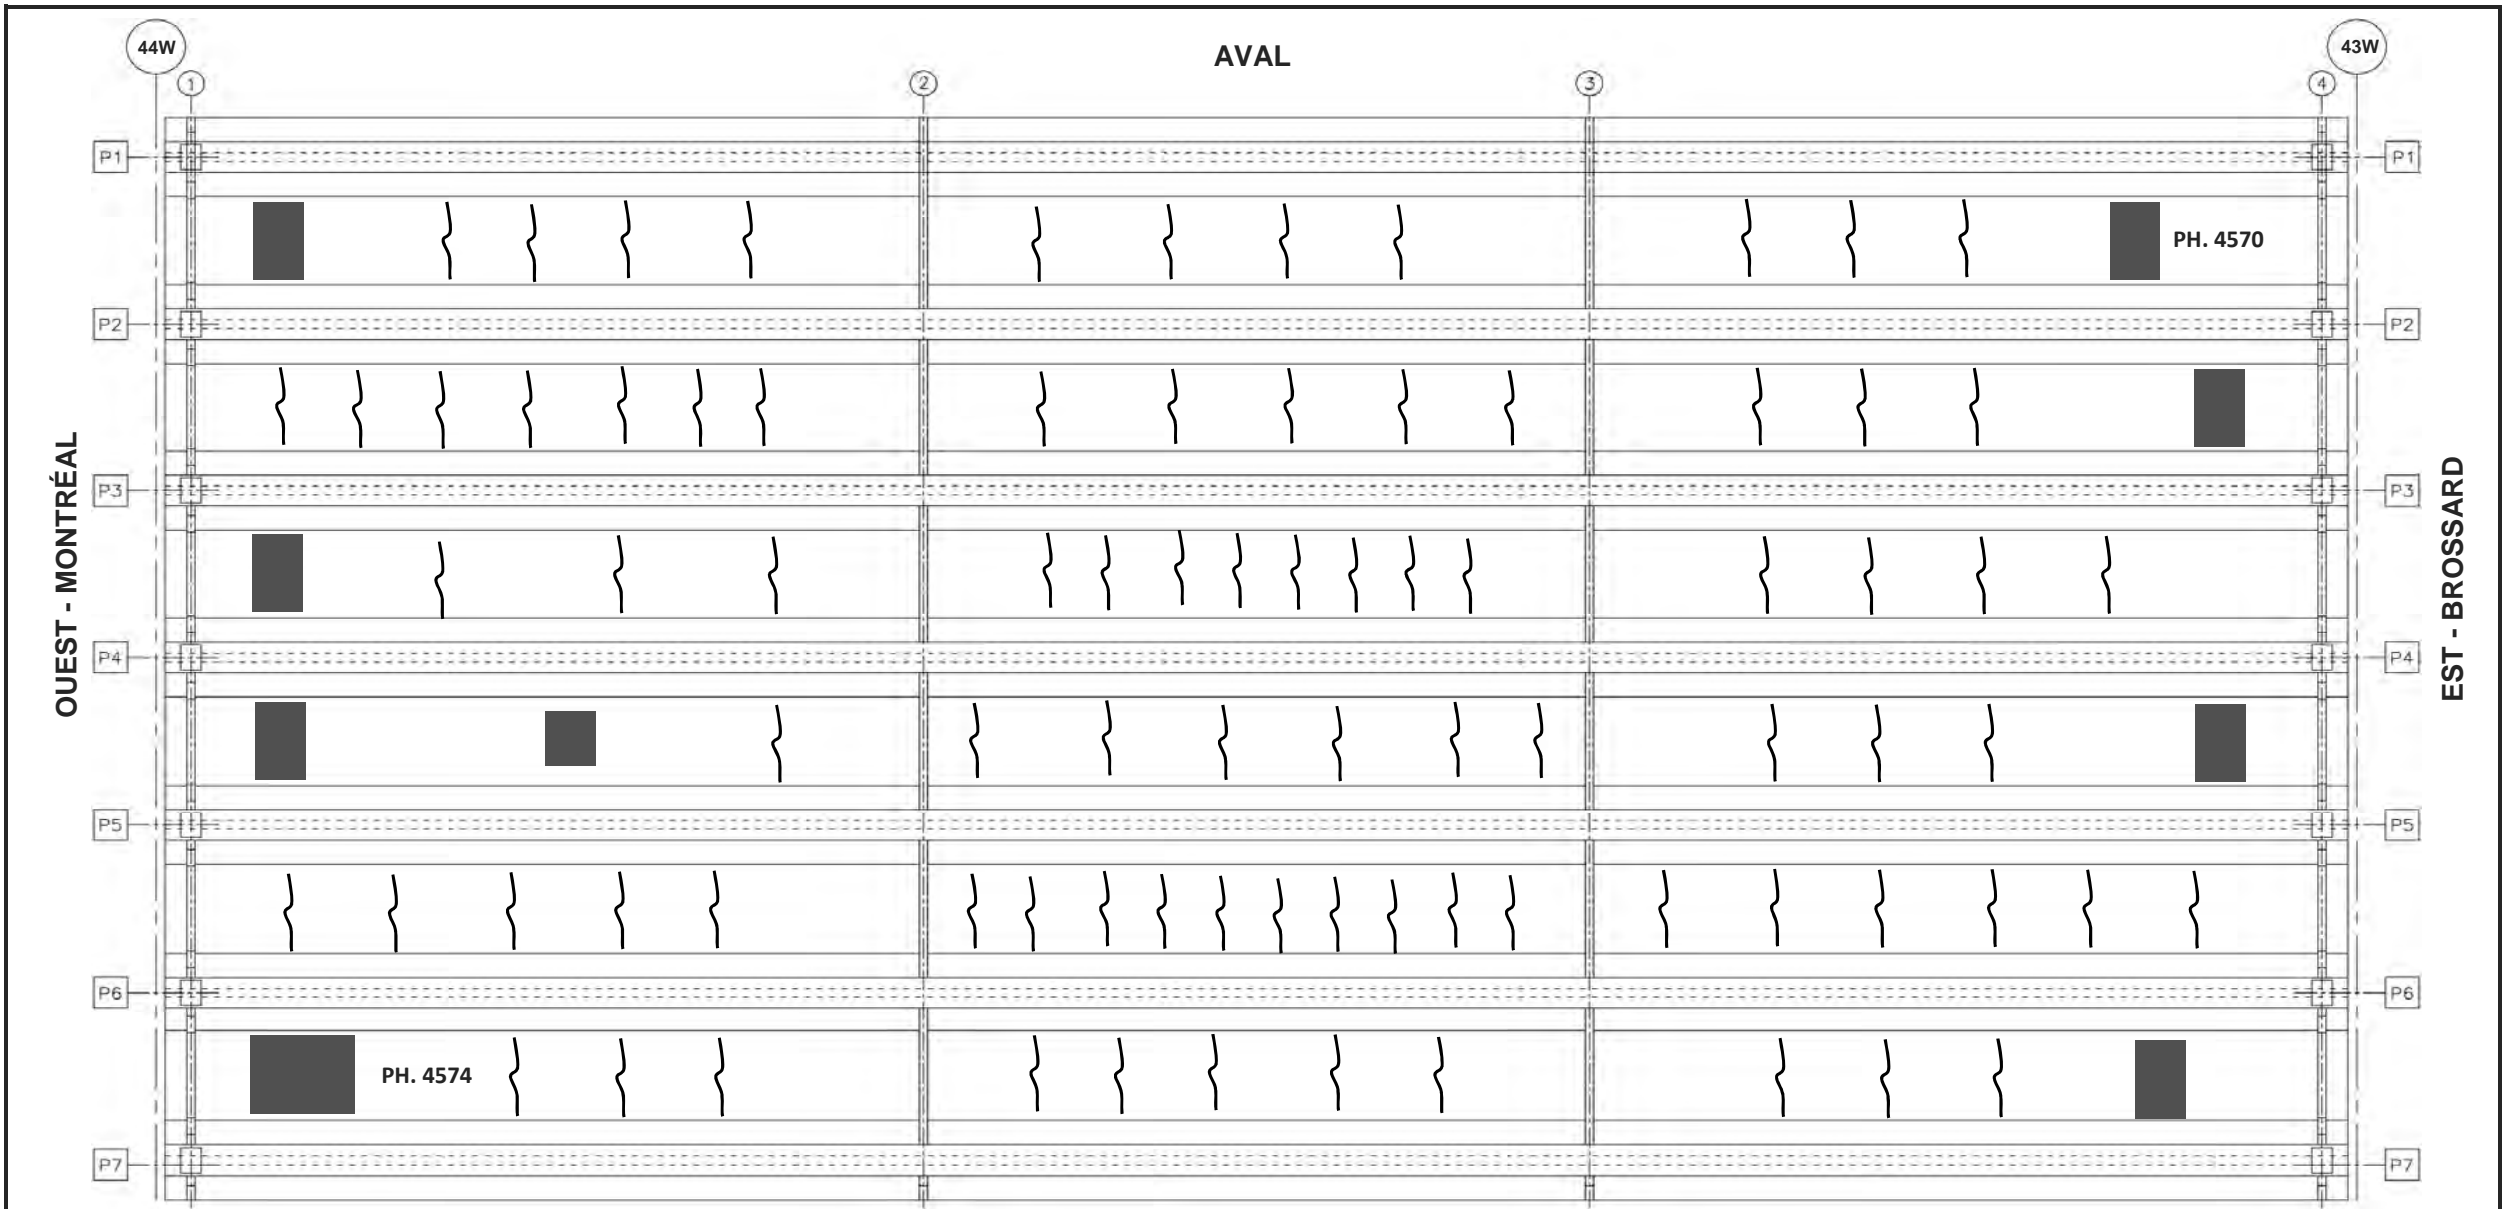 44W
AVAL
43W
1
2
3
4
P1
P1
PH. 4570
P2
P2
OUEST - MONTRÉAL
EST - BROSSARD
P3
P3
P4
P4
P5
P5
P6
P6
PH. 4574
P7
P7